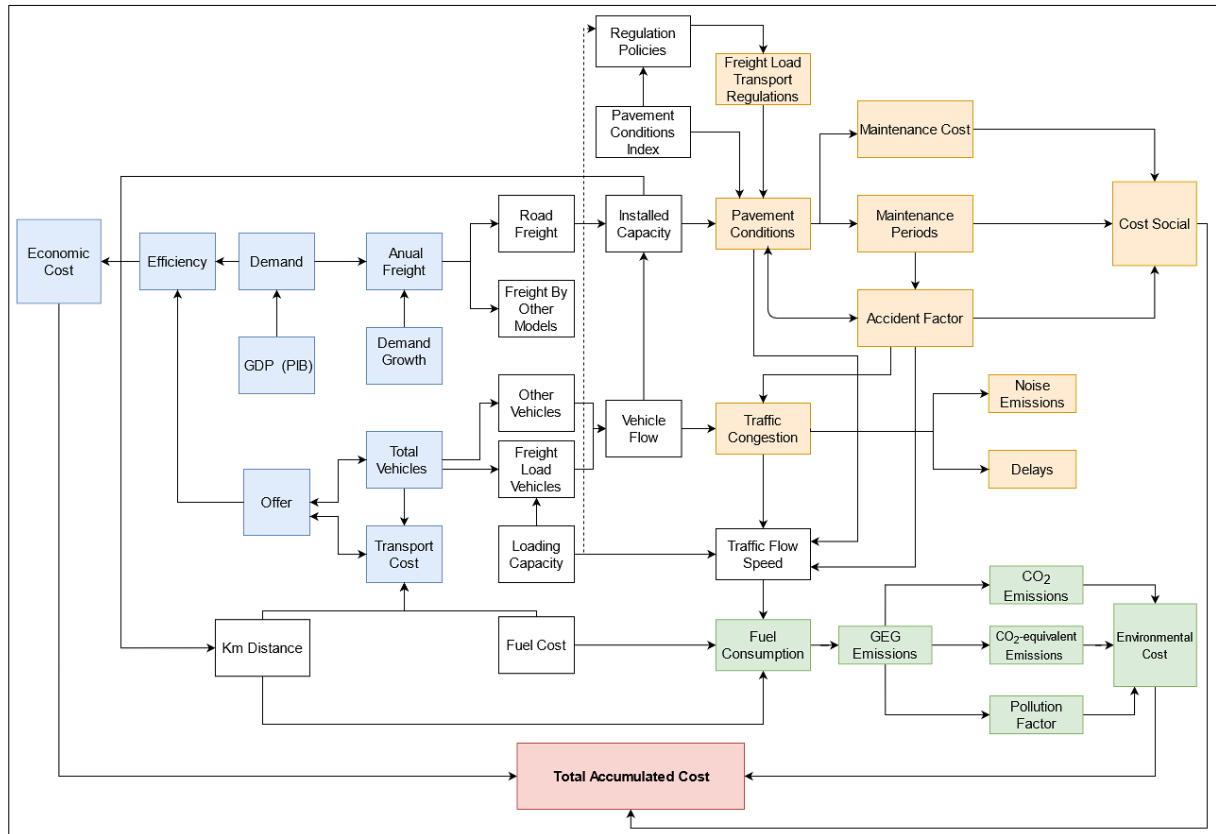 Regulation
Policies
Freight Load
Transport
Regulations
Pavement
Conditions
Index
Maintenance Cost
Economic
Cost
Efficiency
Demand
Anual
Freight
Road
Freight
Installed
Capacity
Pavement
Conditions
Maintenance
Periods
Cost Social
Freight By
Other
Models
Accident Factor
GDP (PIB)
Demand
Growth
Other
Vehicles
Vehicle
Flow
Traffic
Congestion
Noise
Emissions
Total
Vehicles
Freight
Load
Vehicles
Delays
Offer
Transport
Cost
Loading
Capacity
Traffic Flow
Speed
CO2
Emissions
Km Distance
Fuel Cost
Fuel
Consumption
GEG
Emissions
CO2-equivalent
Emissions
Environmental
Cost
Pollution
Factor
Total Accumulated Cost